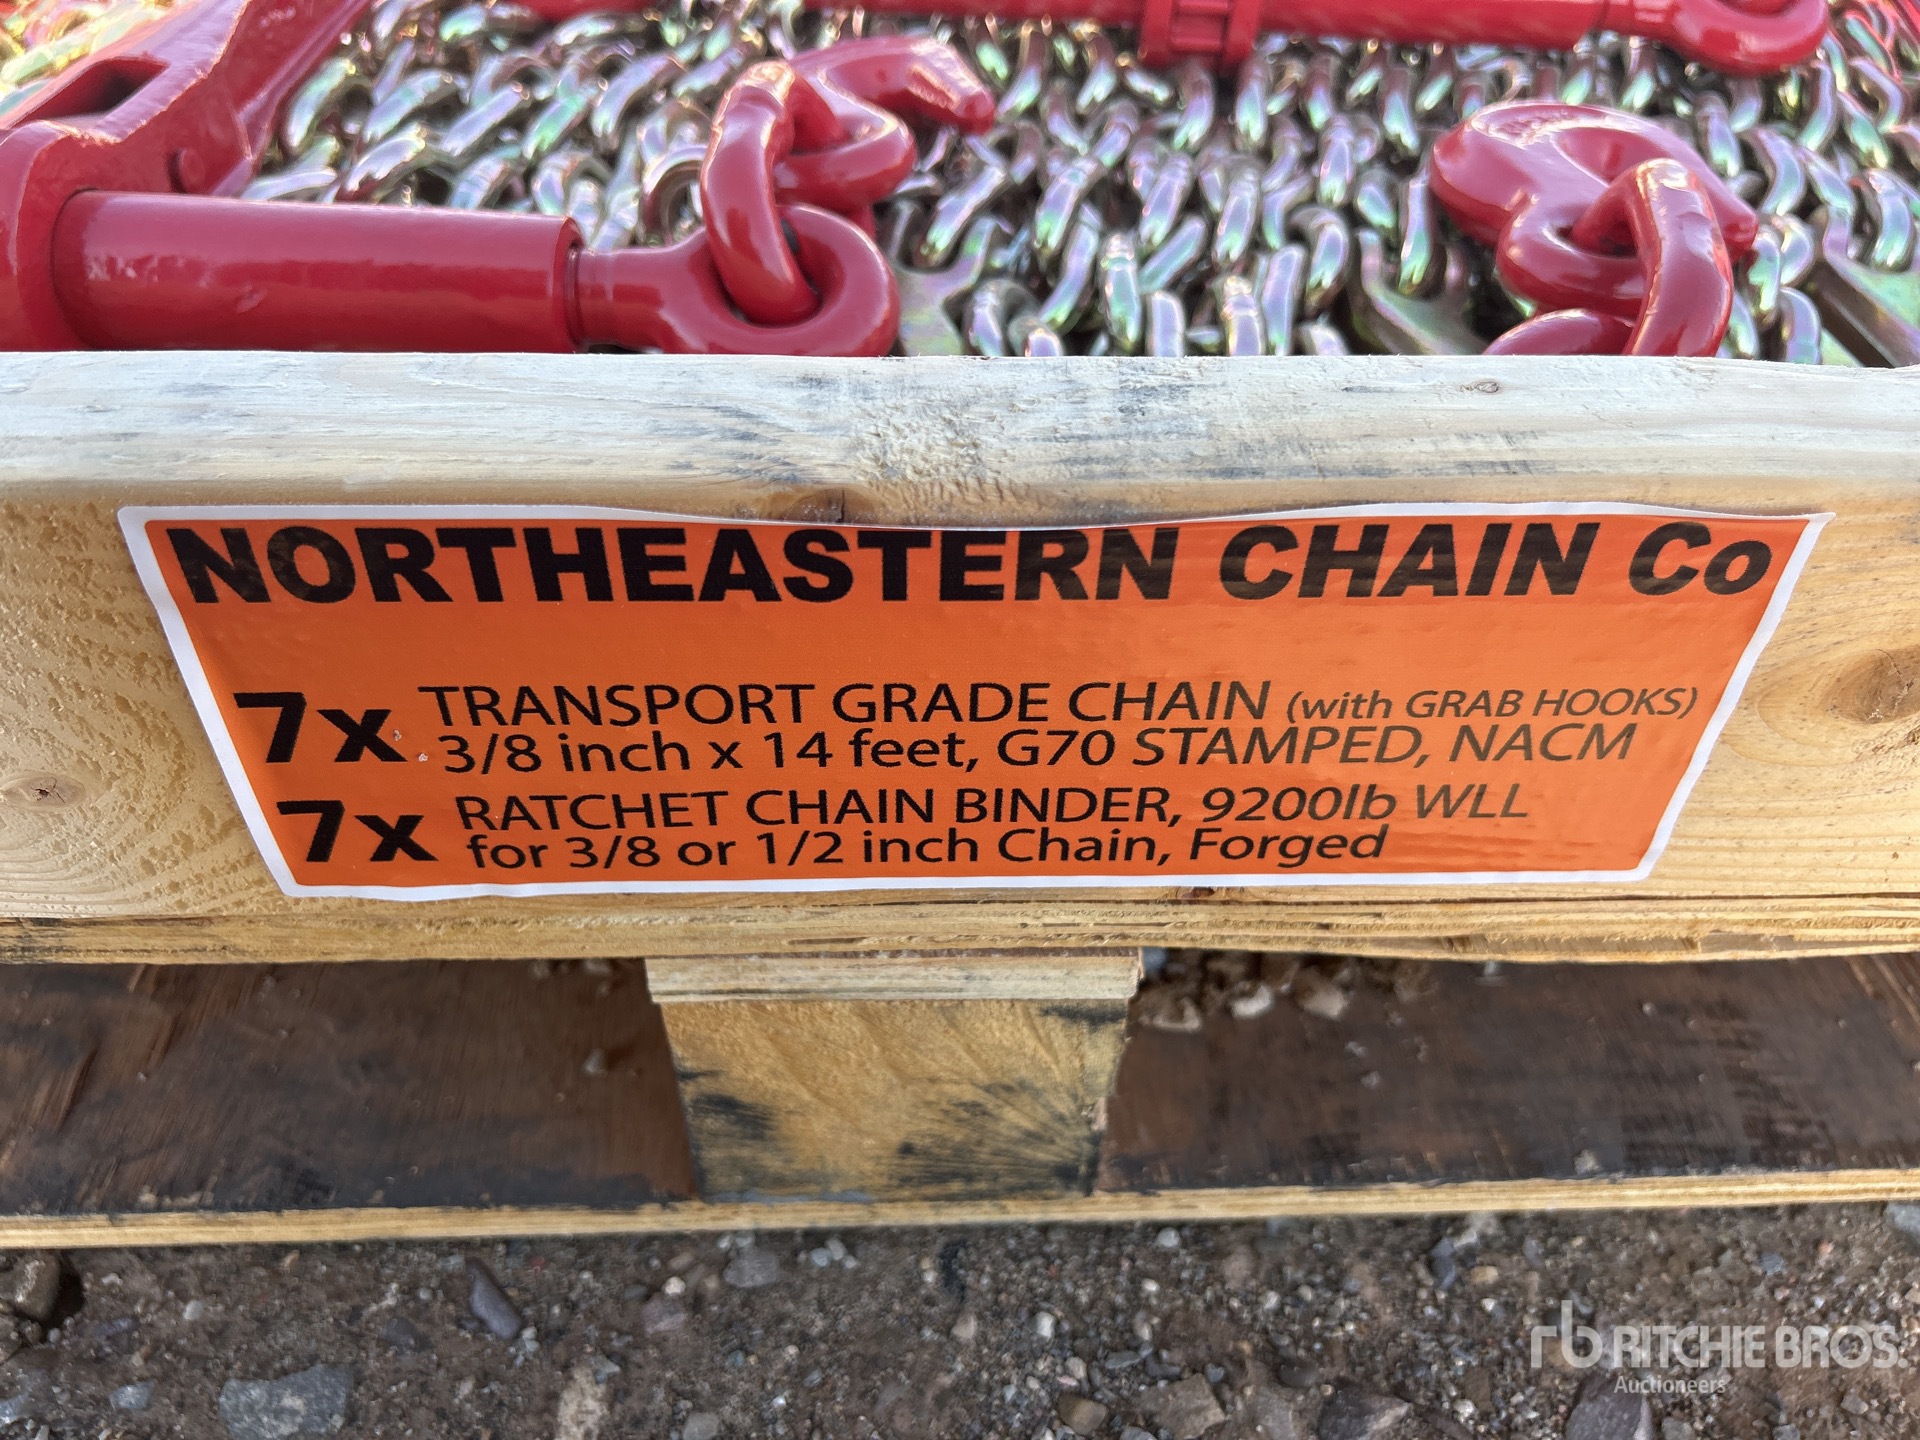 NORTHEASTERN CHAIN Co
7x TRANSPORT GRADE CHAIN (with GRAB HOOKS)
3/8 inch x 14 feet, G70 STAMPED, NACM
7x RATCHET CHAIN BINDER, 9200lb WLL
for 3/8 or 1/2 inch Chain, Forged
rb RITCHIE BROS.
Auctioneers